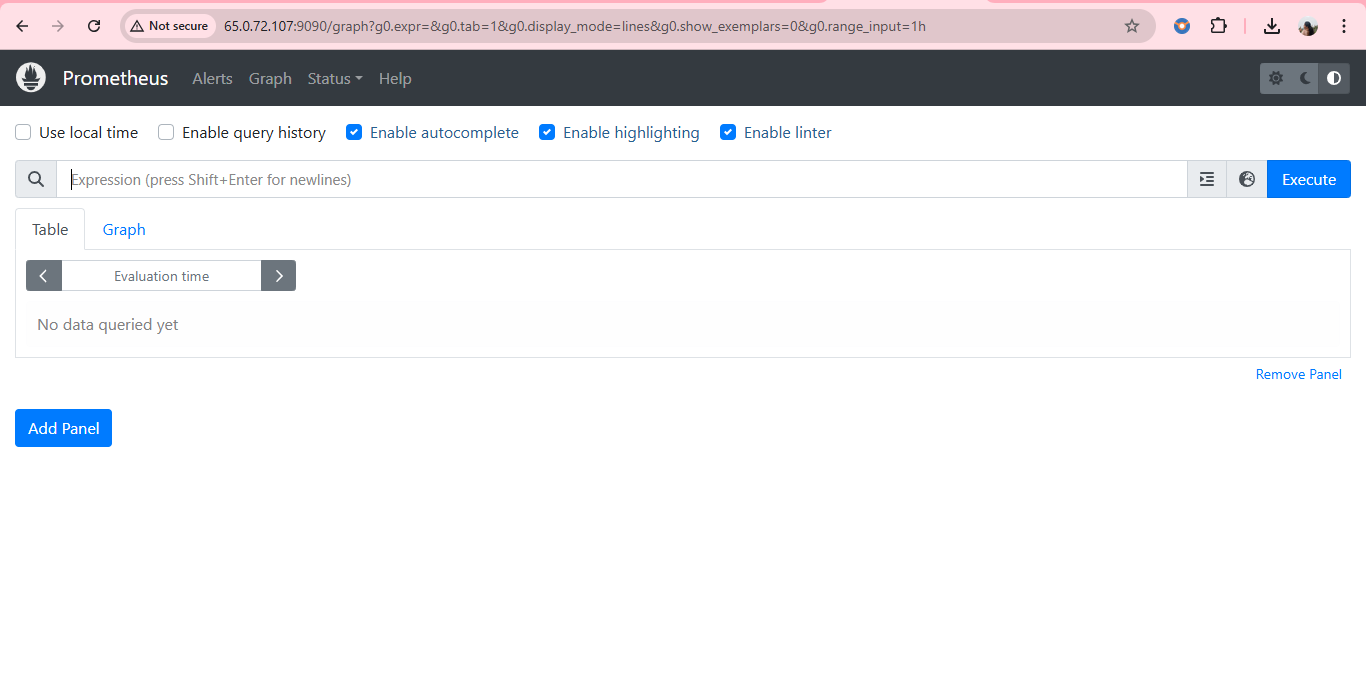 Not secure 65.0.72.107:9090/graph?g0.expr=&g0.tab=1&g0.display_mode=lines&g0.show_exemplars=0&g0.range_input=1h
Prometheus Alerts Graph Status Help
Use local time Enable query history Enable autocomplete Enable highlighting Enable linter
Expression (press Shift+Enter for newlines) Execute
Table Graph
Evaluation time
No data queried yet
Remove Panel
Add Panel